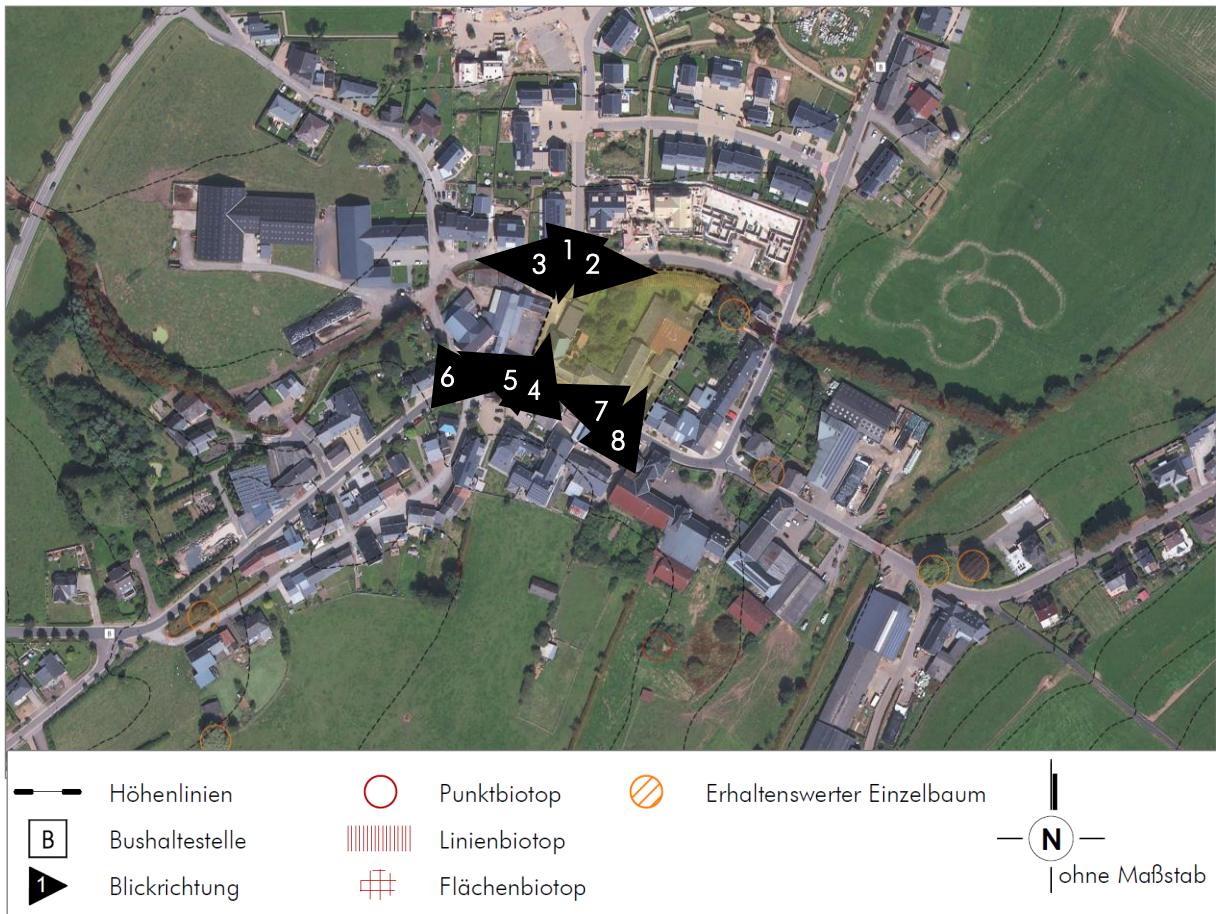 B
1
3 2
6 5 4
7
8
B
Höhenlinien Punktbiotop Erhaltenswerter Einzelbaum
B Bushaltestelle Linienbiotop N
1 Blickrichtung Flächenbiotop ohne Maßstab